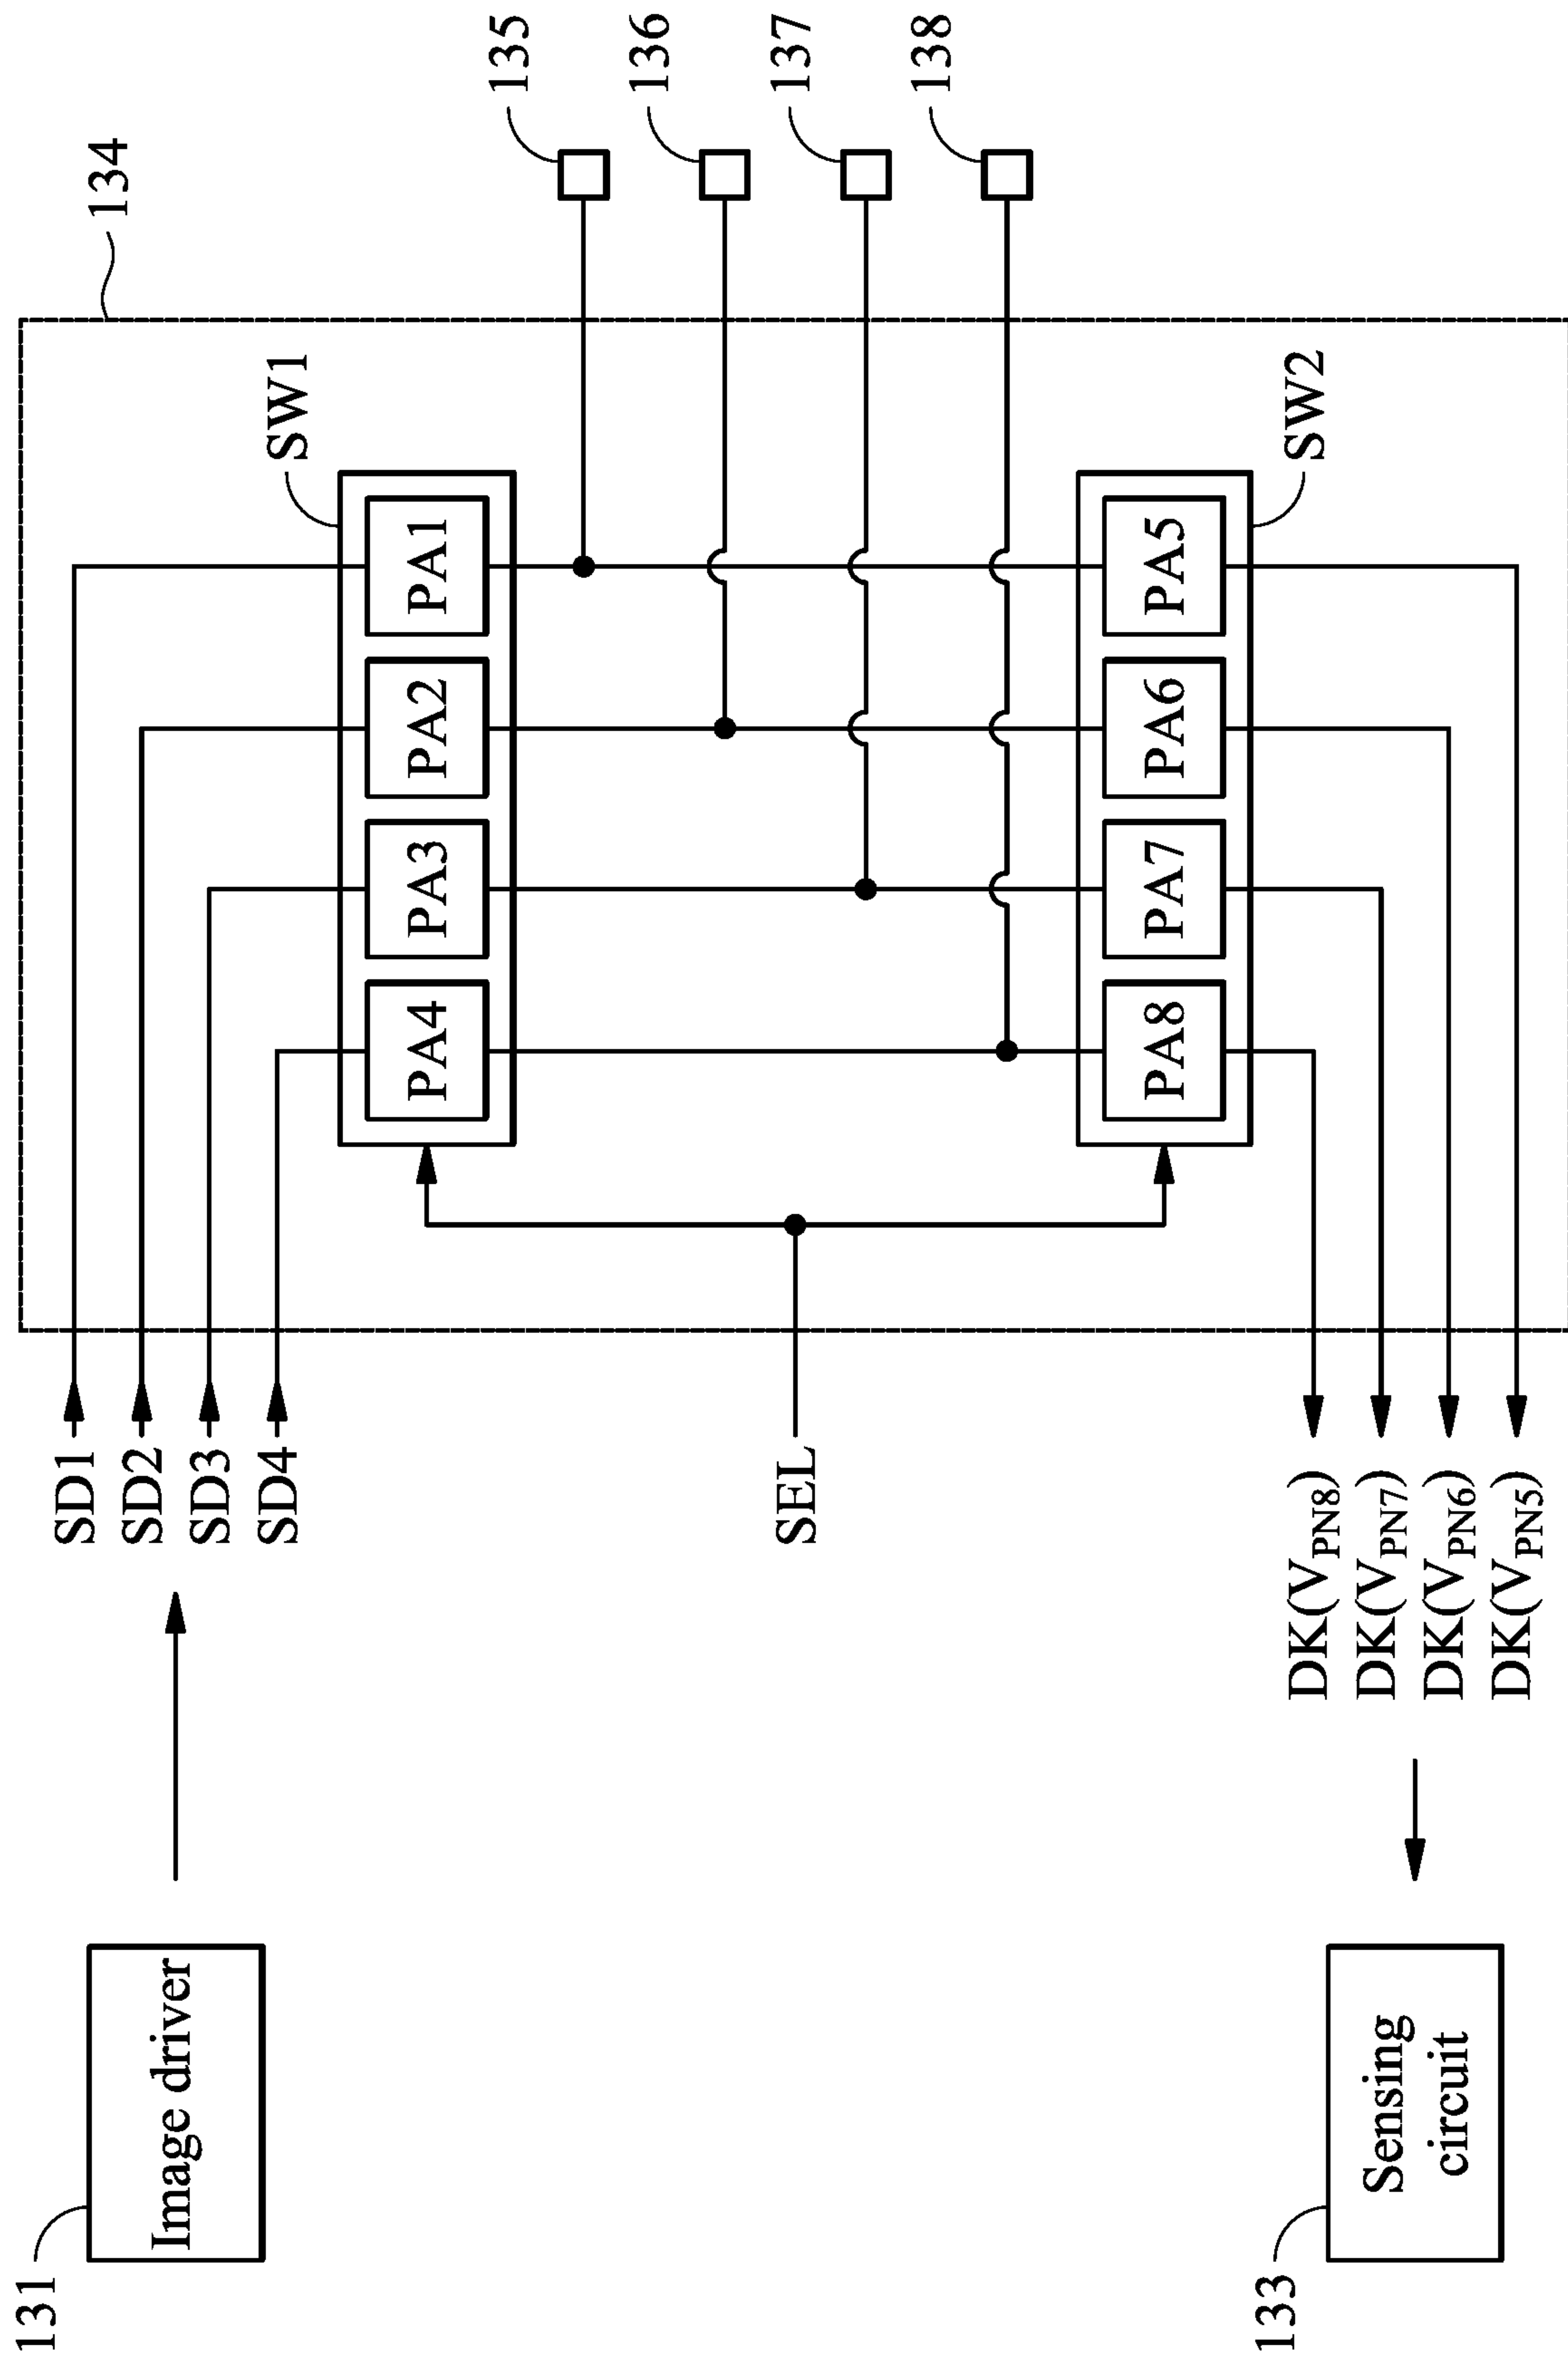 131
Image driver
SD1
SD2
SD3
SD4
134
SW1
PA4
PA3
PA2
PA1
135
136
137
138
SEL
PA8
PA7
PA6
PA5
SW2
DK(VPN8)
DK(VPN7)
DK(VPN6)
DK(VPN5)
133
Sensing
circuit